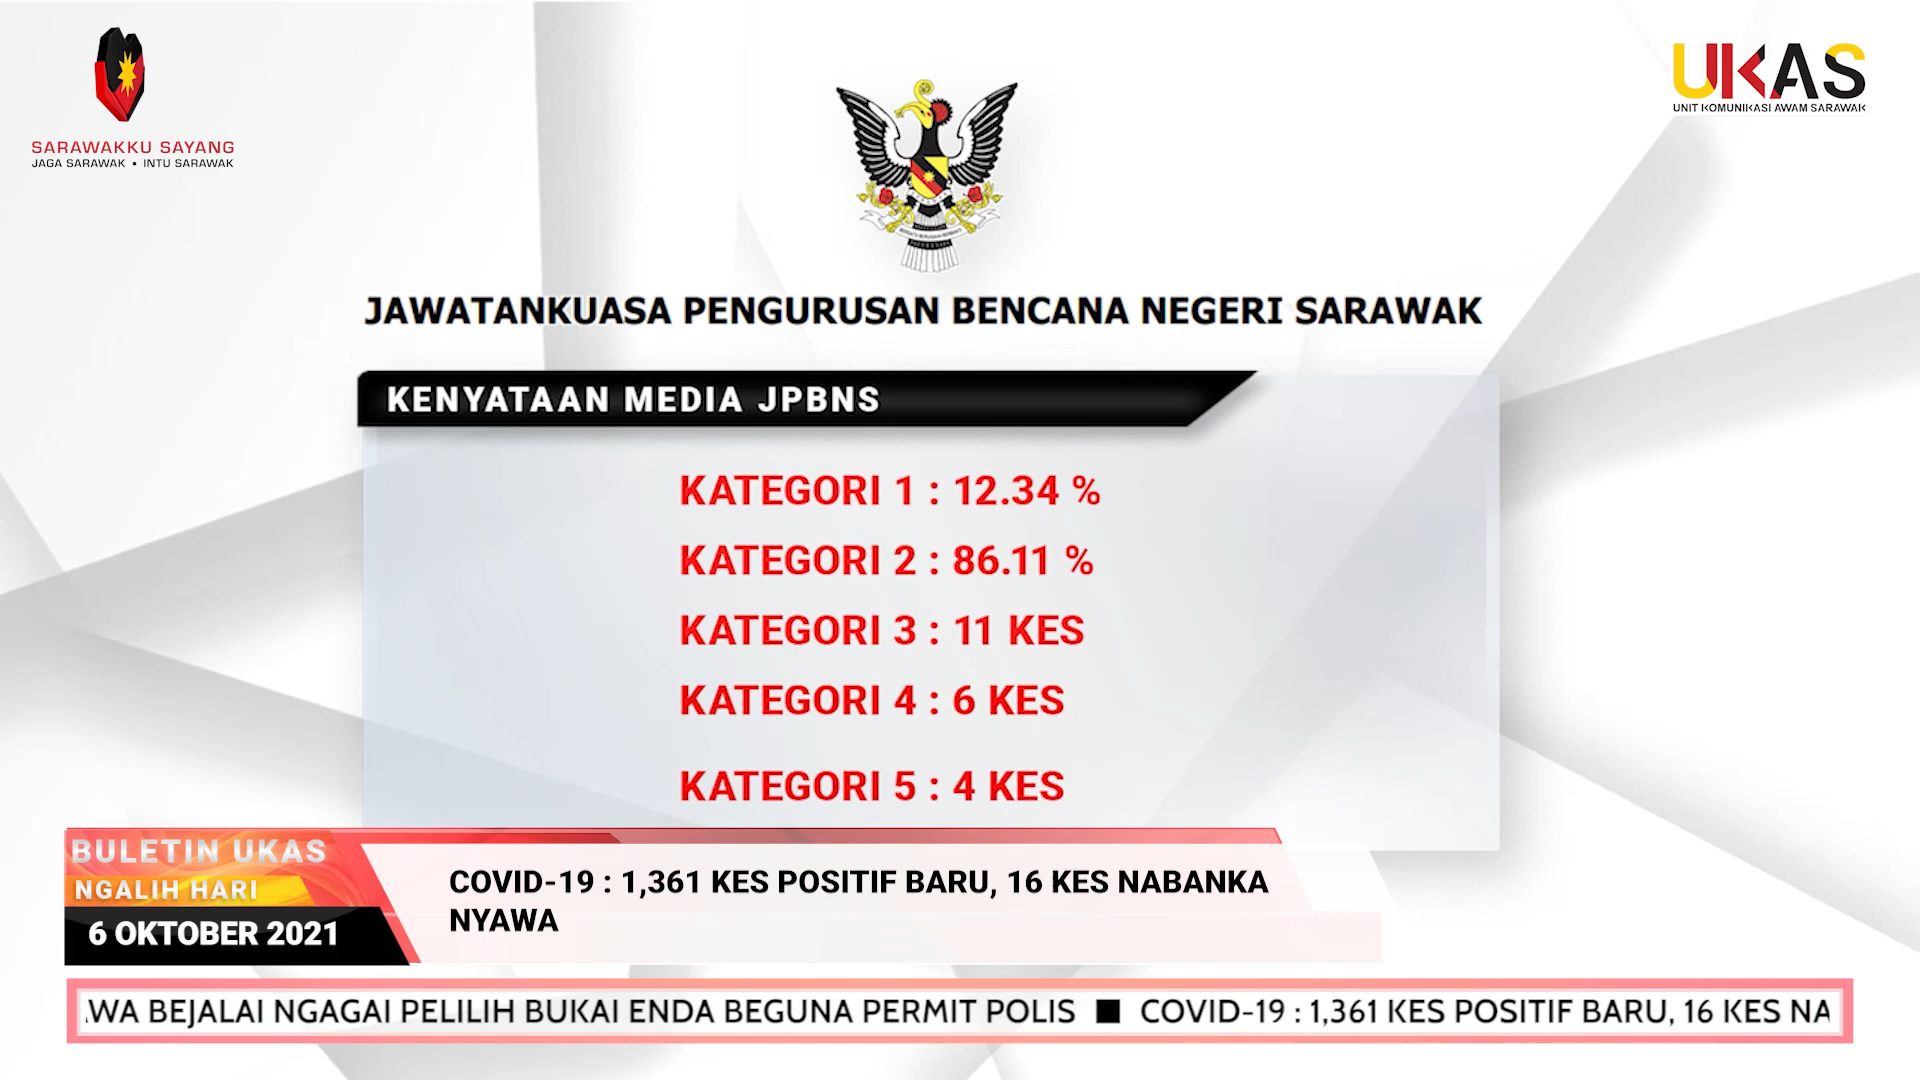 SARAWAKKU SAYANG
JAGA SARAWAK • INTU SARAWAK
UKAS
UNIT KOMUNIKASI AWAM SARAWAK
JAWATANKUASA PENGURUSAN BENCANA NEGERI SARAWAK
KENYATAAN MEDIA JPBNS
KATEGORI 1 : 12.34 %
KATEGORI 2 : 86.11 %
KATEGORI 3 : 11 KES
KATEGORI 4 : 6 KES
KATEGORI 5 : 4 KES
BULETIN UKAS
NGALIH HARI
6 OKTOBER 2021
COVID-19 : 1,361 KES POSITIF BARU, 16 KES NABANKA
NYAWA
WA BEJALAI NGAGAI PELILIH BUKAI ENDA BEGUNA PERMIT POLIS ■ COVID-19 : 1,361 KES POSITIF BARU, 16 KES NA